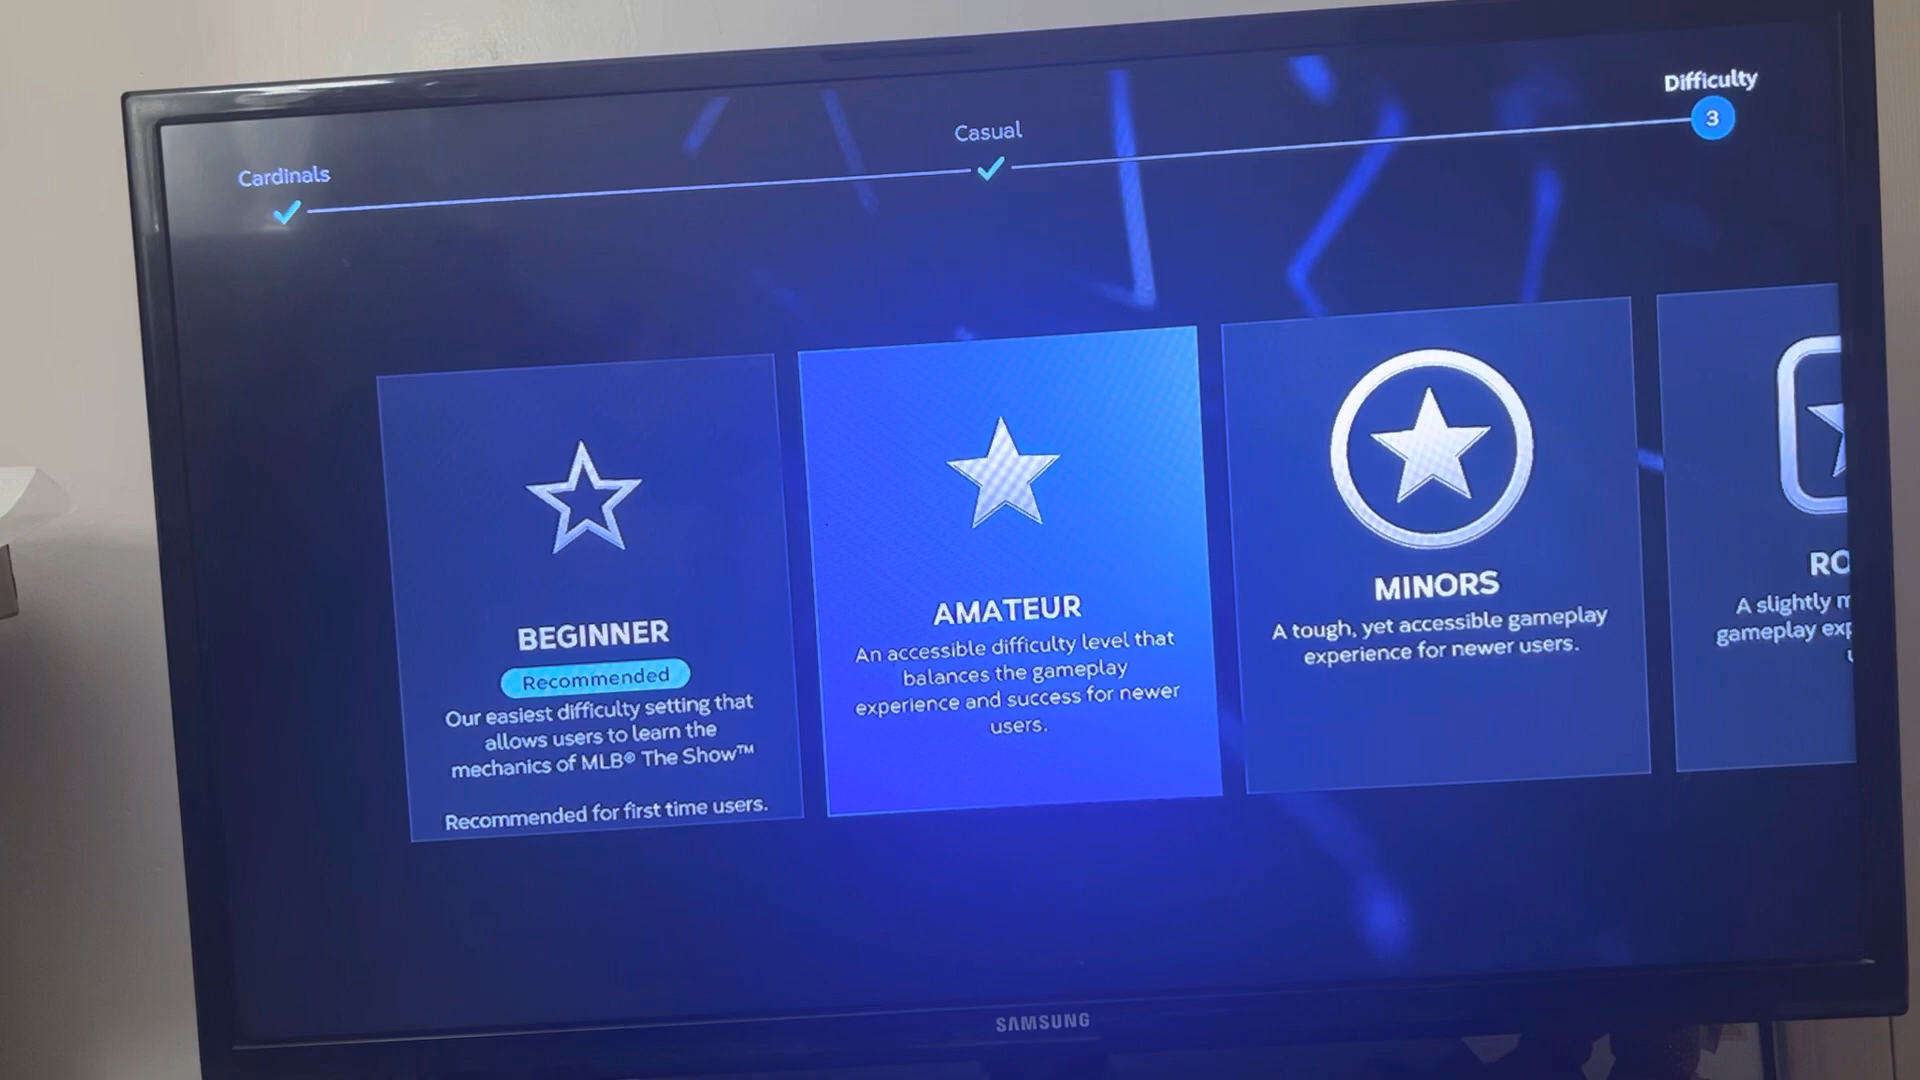 Difficulty
3
Casual
Cardinals
BEGINNER
Recommended
Our easiest difficulty setting that
allows users to learn the
mechanics of MLB® The Show™
Recommended for first time users.
AMATEUR
An accessible difficulty level that
balances the gameplay
experience and success for newer
users.
MINORS
A tough, yet accessible gameplay
experience for newer users.
RO
A slightly m
gameplay exp
SAMSUNG